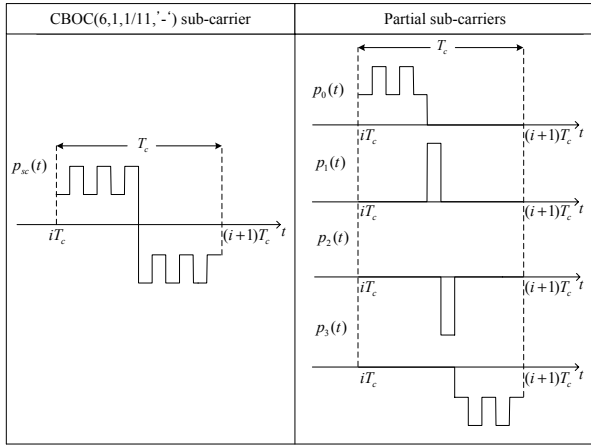 CBOC(6,1,1/11,'-') sub-carrier
Partial sub-carriers
T_c
p_sc(t)
iT_c
(i+1)T_c t
T_c
p_0(t)
iT_c
(i+1)T_c t
p_1(t)
iT_c
(i+1)T_c t
p_2(t)
iT_c
(i+1)T_c t
p_3(t)
iT_c
(i+1)T_c t